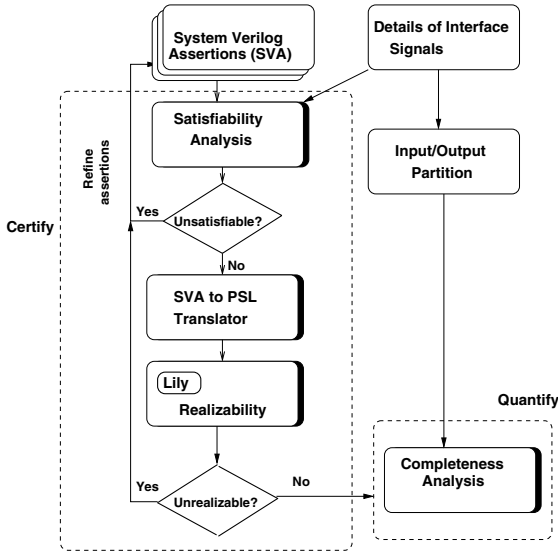 System Verilog
Assertions (SVA)
Details of Interface
Signals
Satisfiability
Analysis
Input/Output
Partition
Refine
assertions
Certify
Yes
Unsatisfiable?
No
SVA to PSL
Translator
Lily
Realizability
Quantify
Yes
Unrealizable?
No
Completeness
Analysis